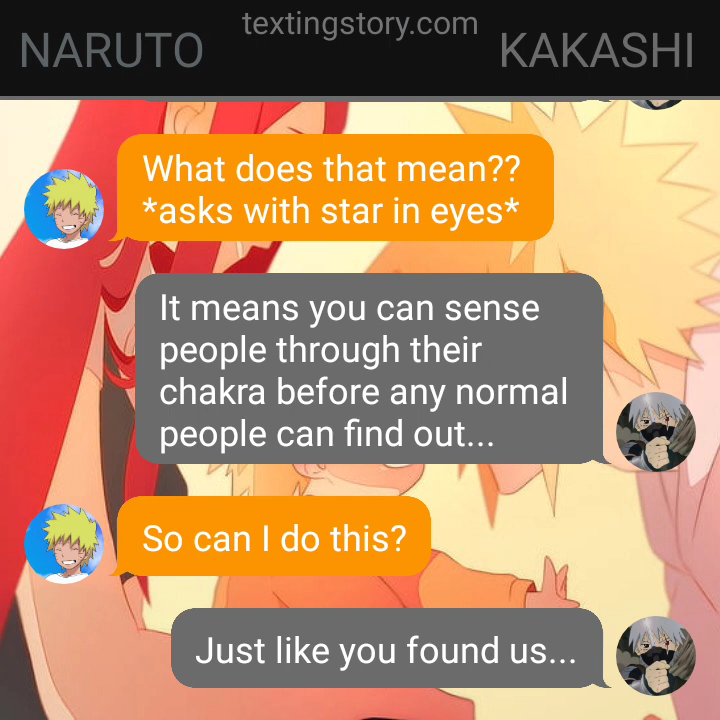 textingstory.com
NARUTO
KAKASHI
What does that mean??
*asks with star in eyes*
It means you can sense
people through their
chakra before any normal
people can find out...
So can I do this?
Just like you found us...